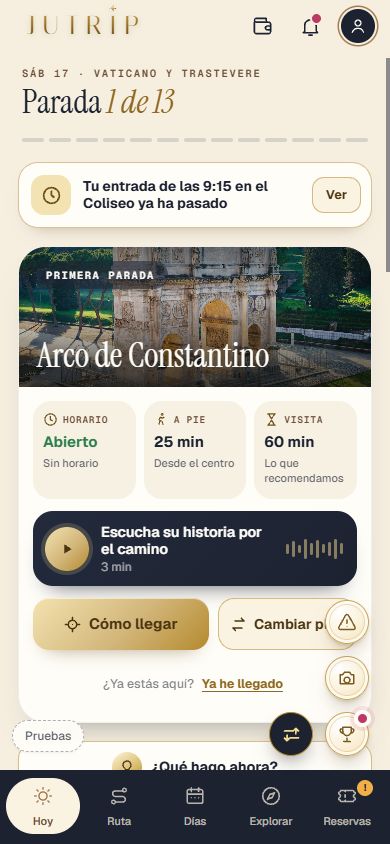 JUTRIP
SÁB 17 · VATICANO Y TRASTEVERE
Parada 1 de 13
Tu entrada de las 9:15 en el
Coliseo ya ha pasado
Ver
PRIMERA PARADA
Arco de Constantino
HORARIO
Abierto
Sin horario
A PIE
25 min
Desde el centro
VISITA
60 min
Lo que
recomendamos
Escucha su historia por
el camino
3 min
Cómo llegar
Cambiar
¿Ya estás aquí? Ya he llegado
Pruebas
¿Qué hago ahora?
!
Hoy
Ruta
Días
Explorar
Reservas